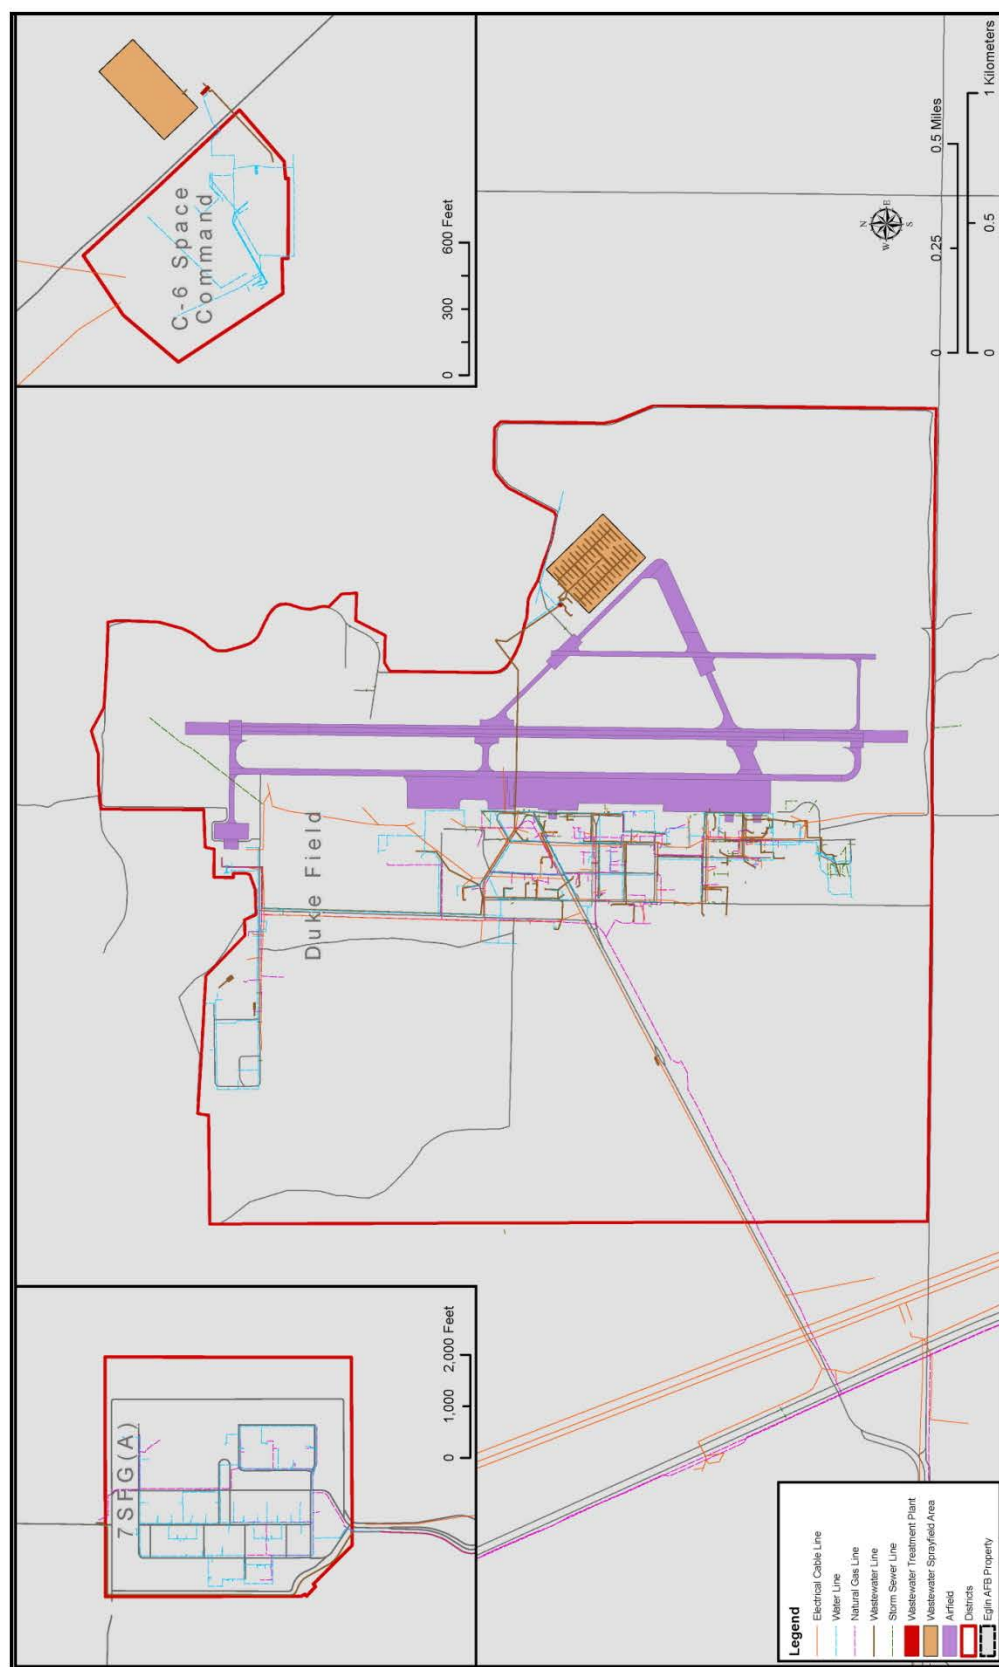 C-6 Space
Command
0 300 600 Feet
Duke Field
7SFG(A)
0 1,000 2,000 Feet
N
W E
S
0 0.25 0.5 Miles
0 0.5 1 Kilometers
Legend
Electrical Cable Line
Water Line
Natural Gas Line
Wastewater Line
Storm Sewer Line
Wastewater Treatment Plant
Wastewater Sprayfield Area
Airfield
Districts
Eglin AFB Property